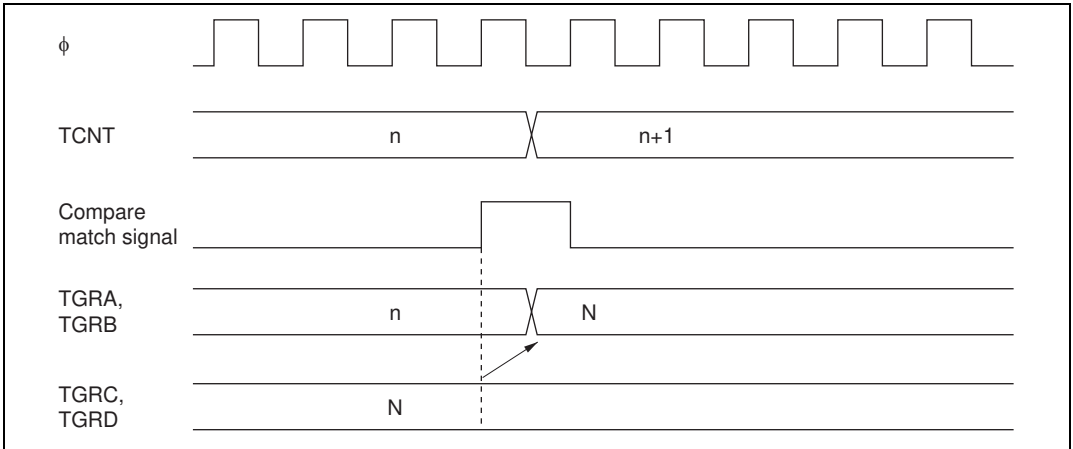 ϕ
TCNT
n
n+1
Compare
match signal
TGRA,
TGRB
n
N
TGRC,
TGRD
N